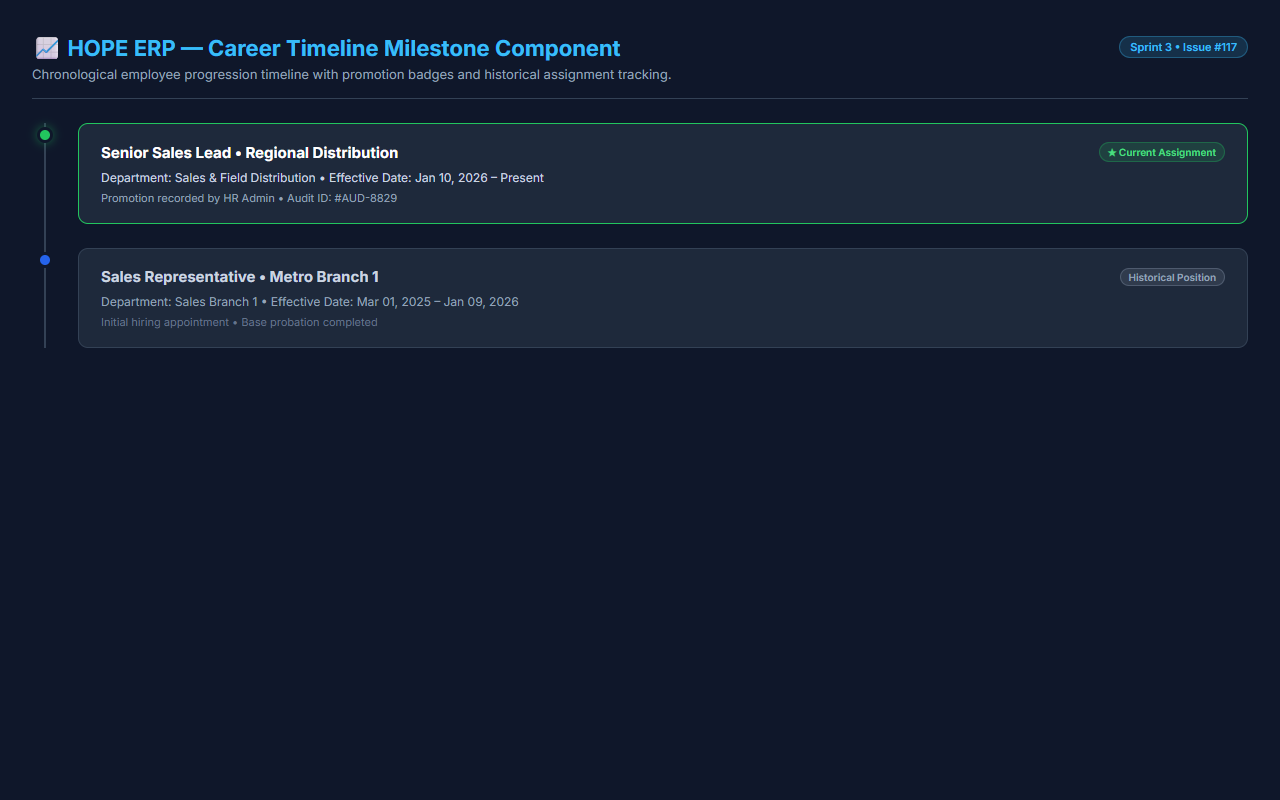 📈 HOPE ERP — Career Timeline Milestone Component
Sprint 3 • Issue #117
Chronological employee progression timeline with promotion badges and historical assignment tracking.
Senior Sales Lead • Regional Distribution
★ Current Assignment
Department: Sales & Field Distribution • Effective Date: Jan 10, 2026 – Present
Promotion recorded by HR Admin • Audit ID: #AUD-8829
Sales Representative • Metro Branch 1
Historical Position
Department: Sales Branch 1 • Effective Date: Mar 01, 2025 – Jan 09, 2026
Initial hiring appointment • Base probation completed